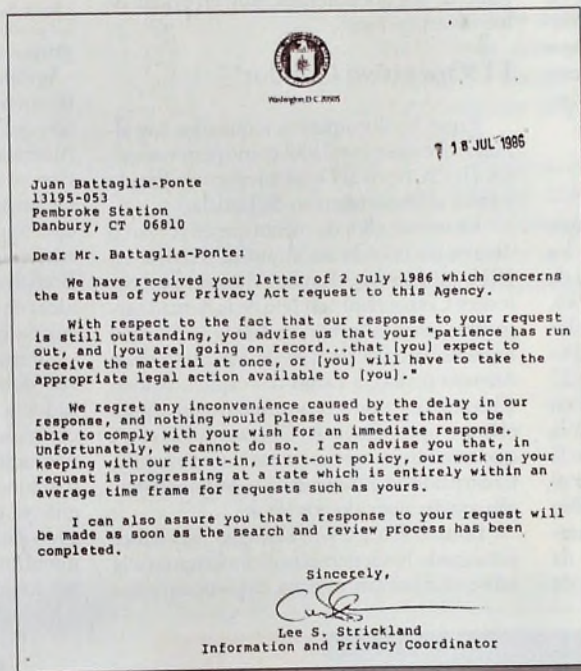 Washington, D.C. 20505
18 JUL 1986
Juan Battaglia-Ponte
13195-053
Pembroke Station
Danbury, CT 06810
Dear Mr. Battaglia-Ponte:
We have received your letter of 2 July 1986 which concerns
the status of your Privacy Act request to this Agency.
With respect to the fact that our response to your request
is still outstanding, you advise us that your "patience has run
out, and [you are] going on record...that [you] expect to
receive the material at once, or [you] will have to take the
appropriate legal action available to [you]."
We regret any inconvenience caused by the delay in our
response, and nothing would please us better than to be
able to comply with your wish for an immediate response.
Unfortunately, we cannot do so. I can advise you that, in
keeping with our first-in, first-out policy, our work on your
request is progressing at a rate which is entirely within an
average time frame for requests such as yours.
I can also assure you that a response to your request will
be made as soon as the search and review process has been
completed.
Sincerely,
Lee S. Strickland
Information and Privacy Coordinator